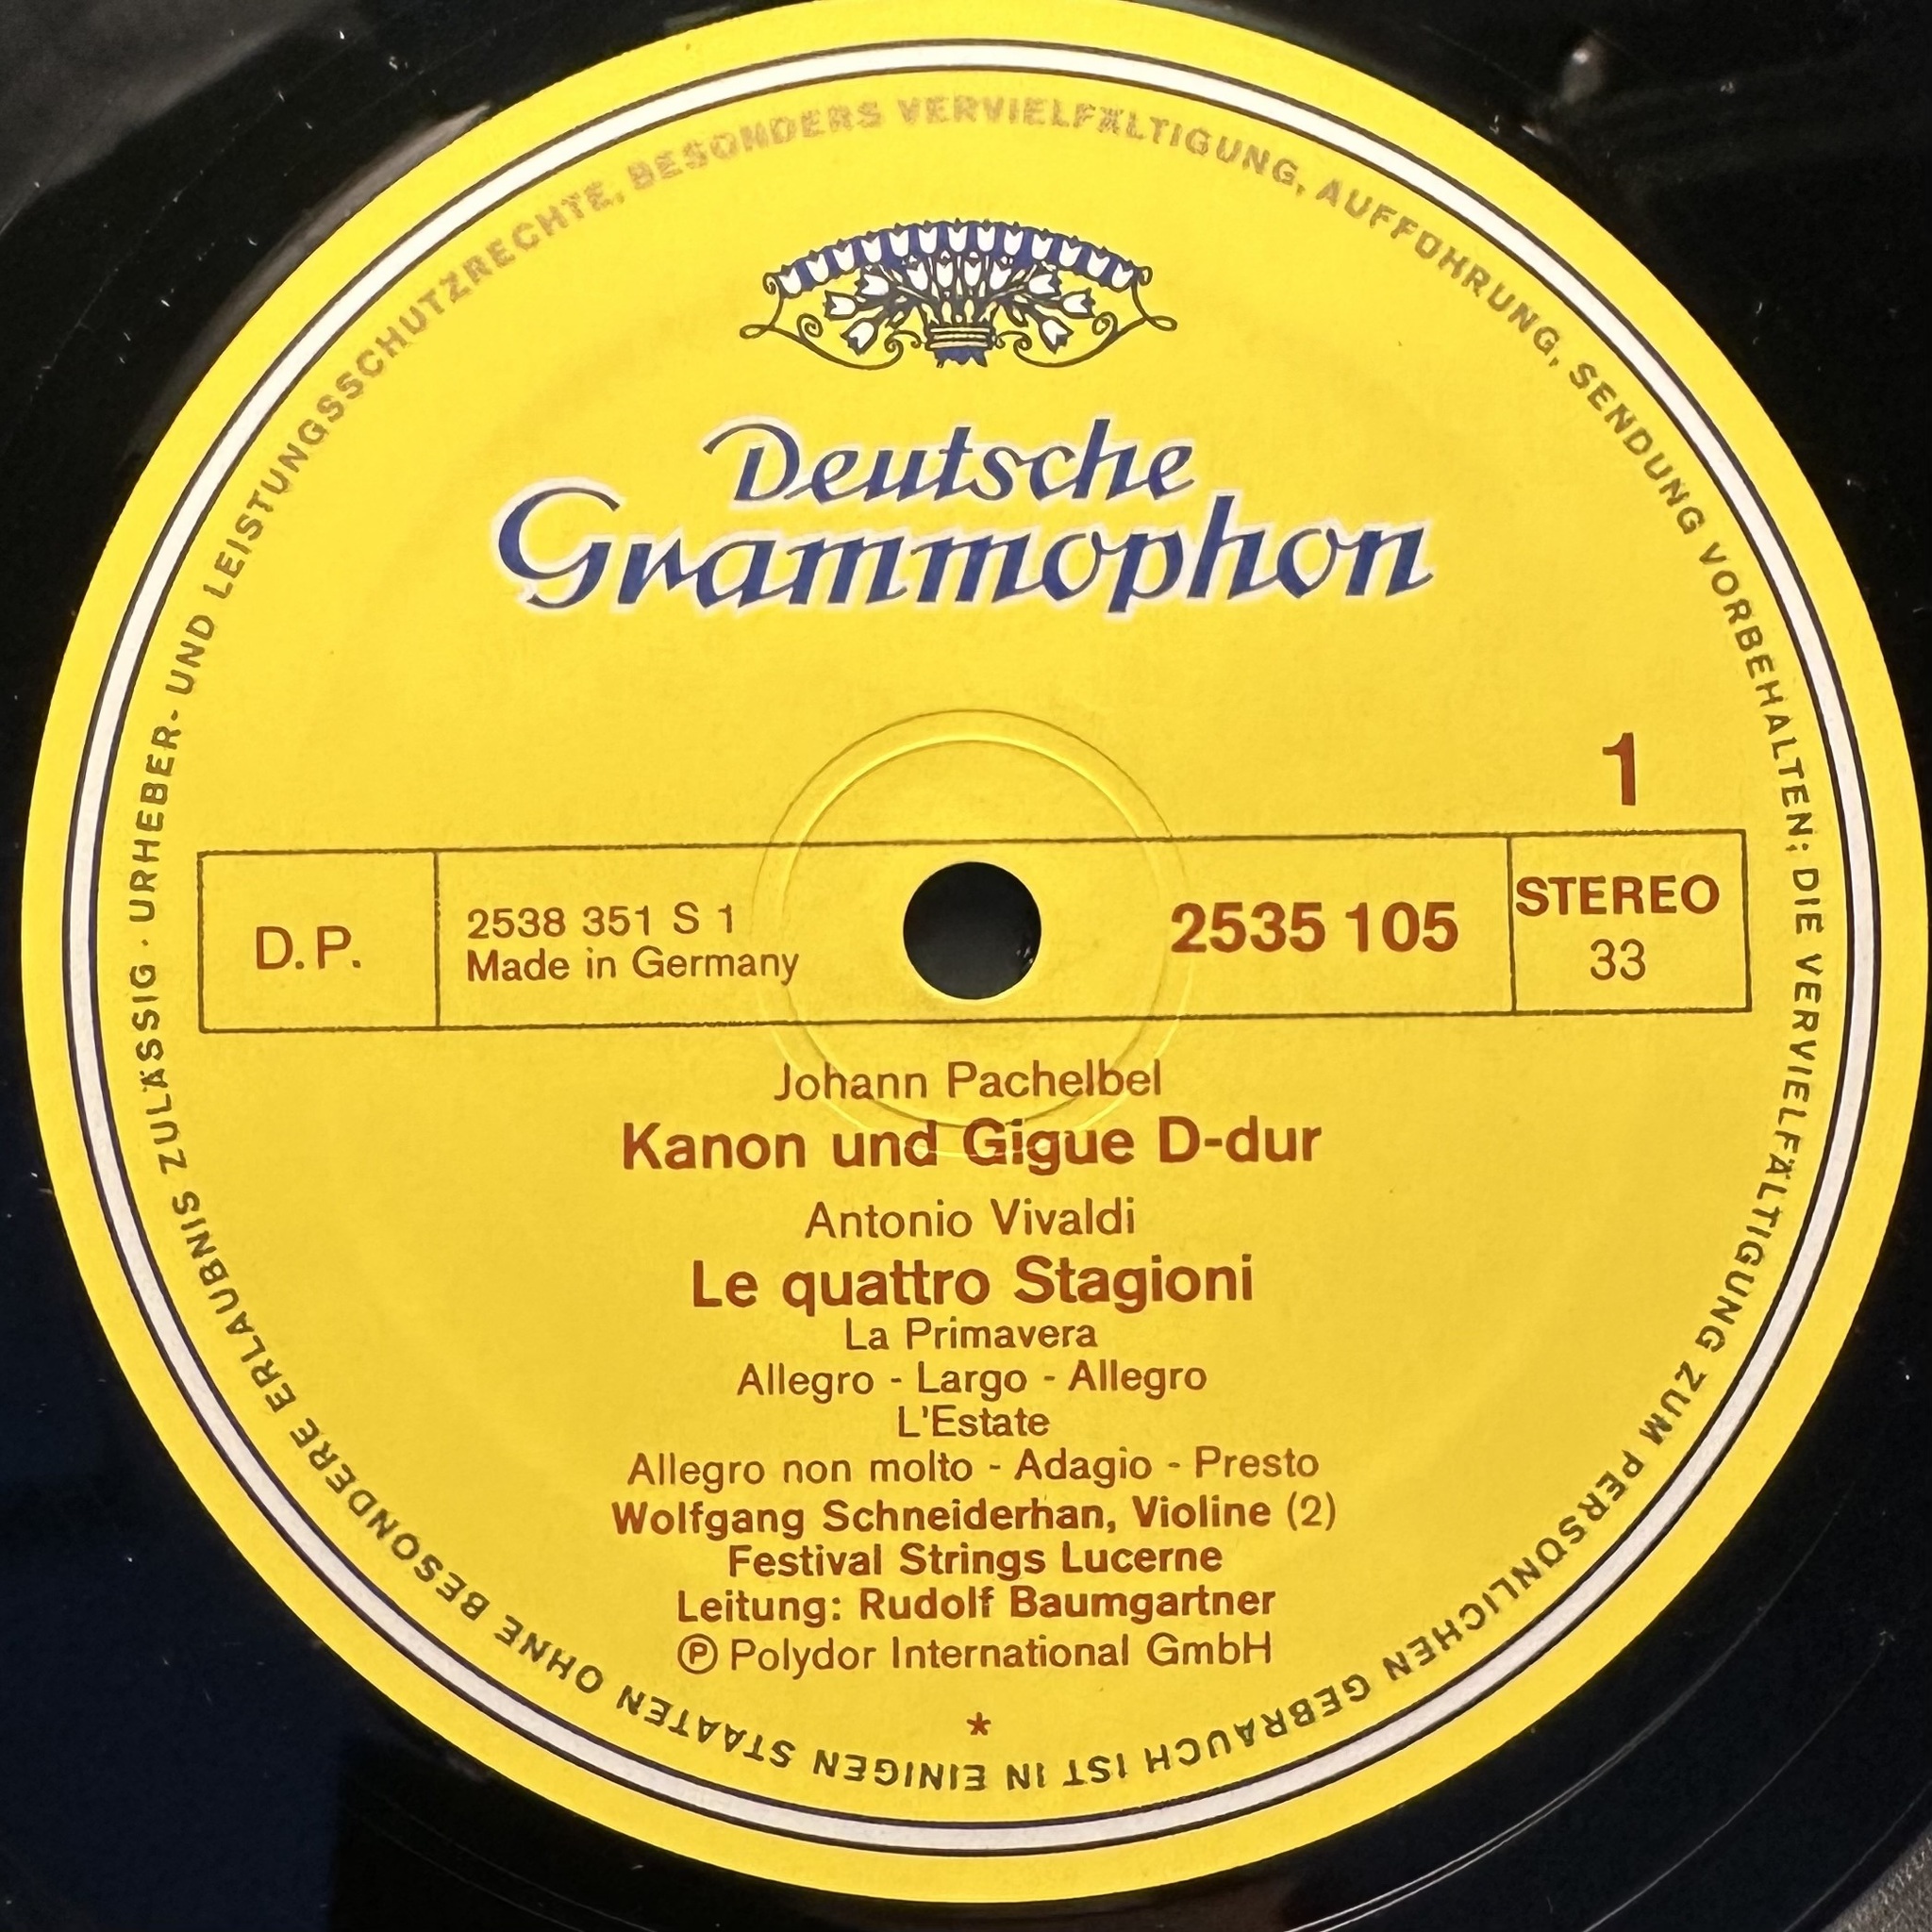 URHEBER- UND LEISTUNGSSCHUTZRECHTE, BESONDERS VERVIELFÄLTIGUNG, AUFFÜHRUNG, SENDUNG VORBEHALTEN; DIE VERVIELFÄLTIGUNG ZUM PERSÖNLICHEN GEBRAUCH IST IN EINIGEN STAATEN OHNE BESONDERE ERLAUBNIS ZULÄSSIG ·
Deutsche
Grammophon
1
D.P.
2538 351 S 1
Made in Germany
2535 105
STEREO
33
Johann Pachelbel
Kanon und Gigue D-dur
Antonio Vivaldi
Le quattro Stagioni
La Primavera
Allegro - Largo - Allegro
L'Estate
Allegro non molto - Adagio - Presto
Wolfgang Schneiderhan, Violine (2)
Festival Strings Lucerne
Leitung: Rudolf Baumgartner
Ⓟ Polydor International GmbH
*